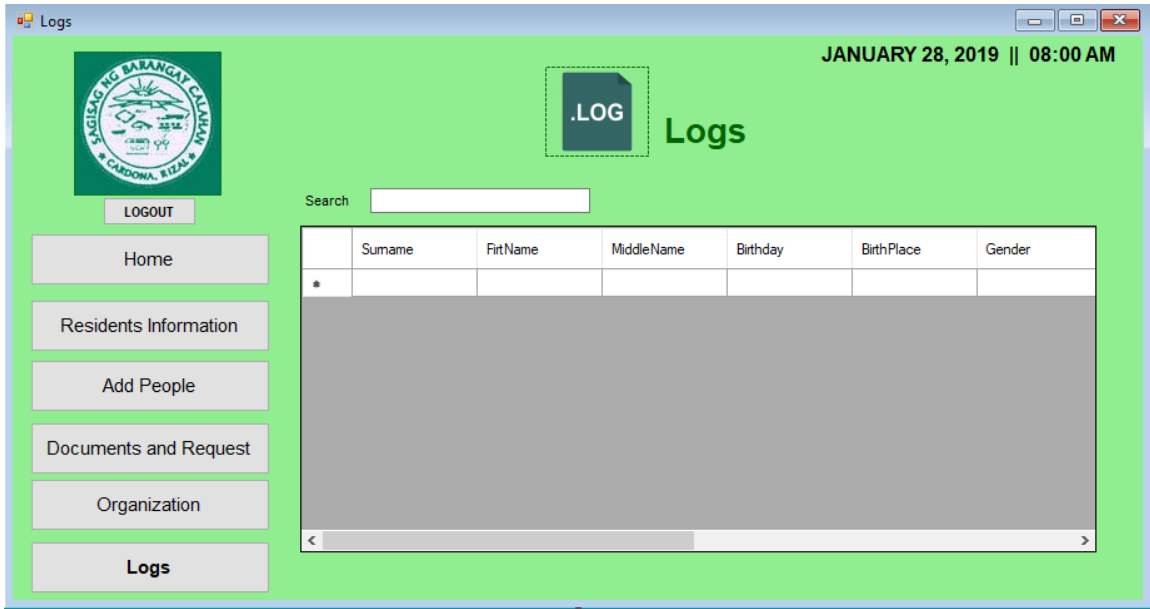 Logs
JANUARY 28, 2019 || 08:00 AM
SAGISAG NG BARANGAY CALAHAN
* CARDONA, RIZAL *
.LOG
Logs
LOGOUT
Search
Home
Residents Information
Add People
Documents and Request
Organization
Logs
Surname FirtName MiddleName Birthday BirthPlace Gender
*